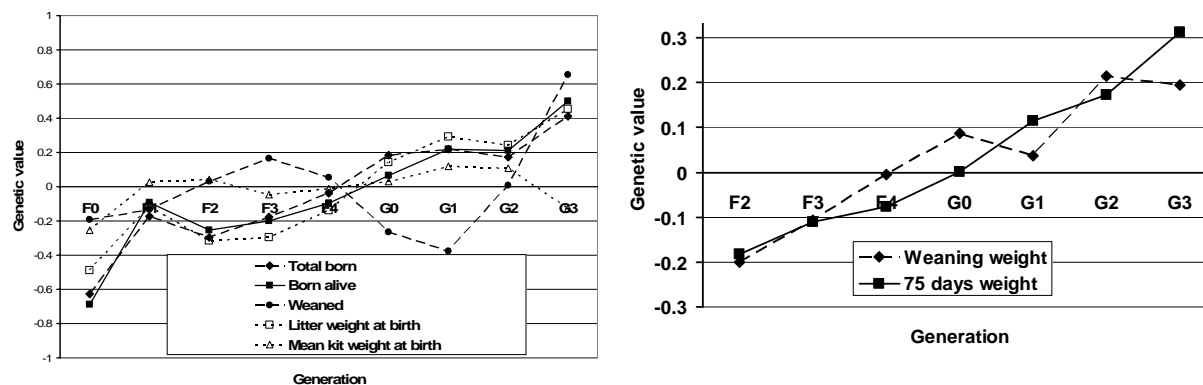 1
0.8
0.6
0.4
0.2
0
-0.2
-0.4
-0.6
-0.8
-1
Genetic value
F0
F2
F3
F4
G0
G1
G2
G3
Total born
Born alive
Weaned
Litter weight at birth
Mean kit weight at birth
Generation
0.3
0.2
0.1
0
-0.1
-0.2
-0.3
Genetic value
F2
F3
F4
G0
G1
G2
G3
Weaning weight
75 days weight
Generation